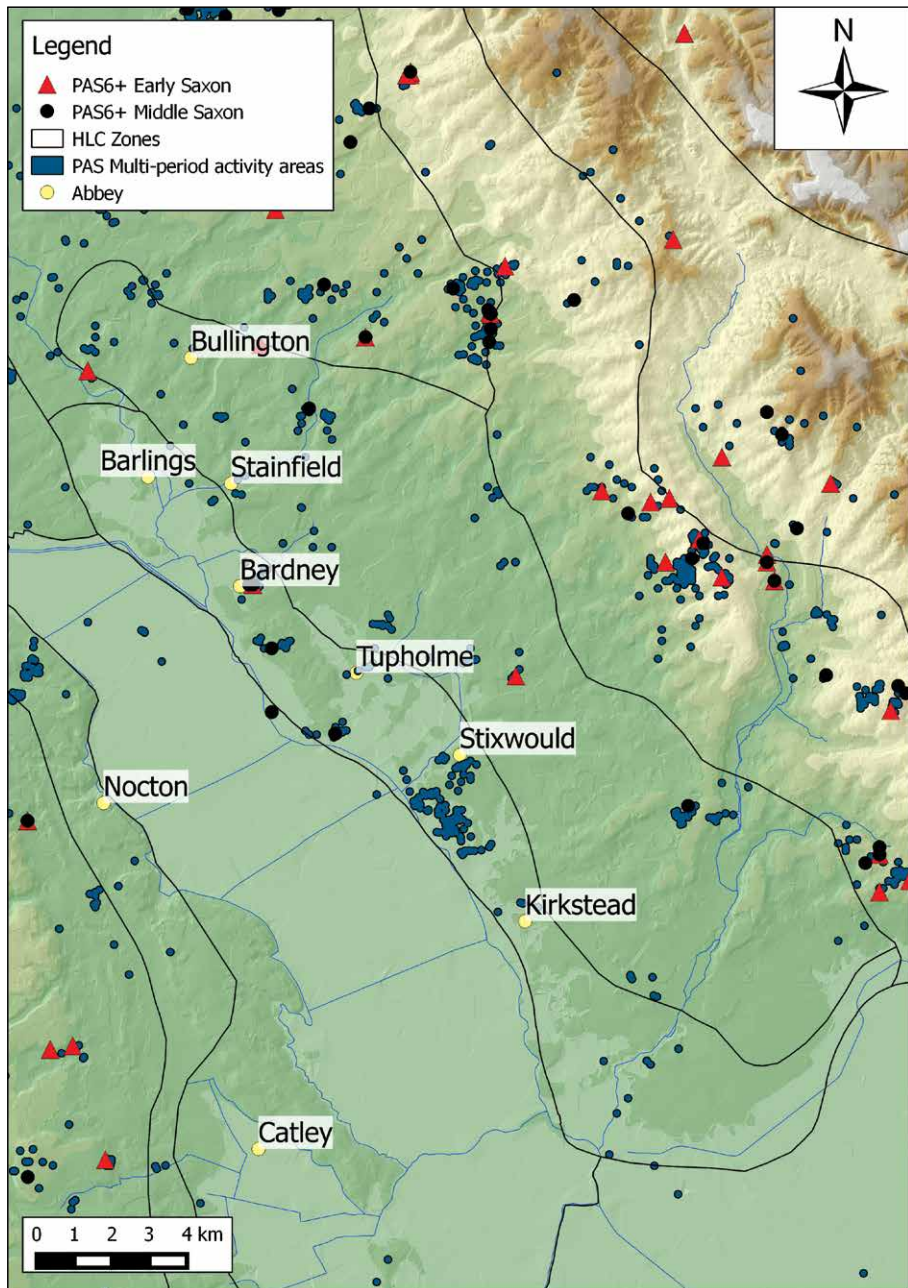 Legend
PAS6+ Early Saxon
PAS6+ Middle Saxon
HLC Zones
PAS Multi-period activity areas
Abbey
N
Bullington
Barlings
Stainfield
Bardney
Tupholme
Stixwould
Nocton
Kirkstead
Catley
0 1 2 3 4 km